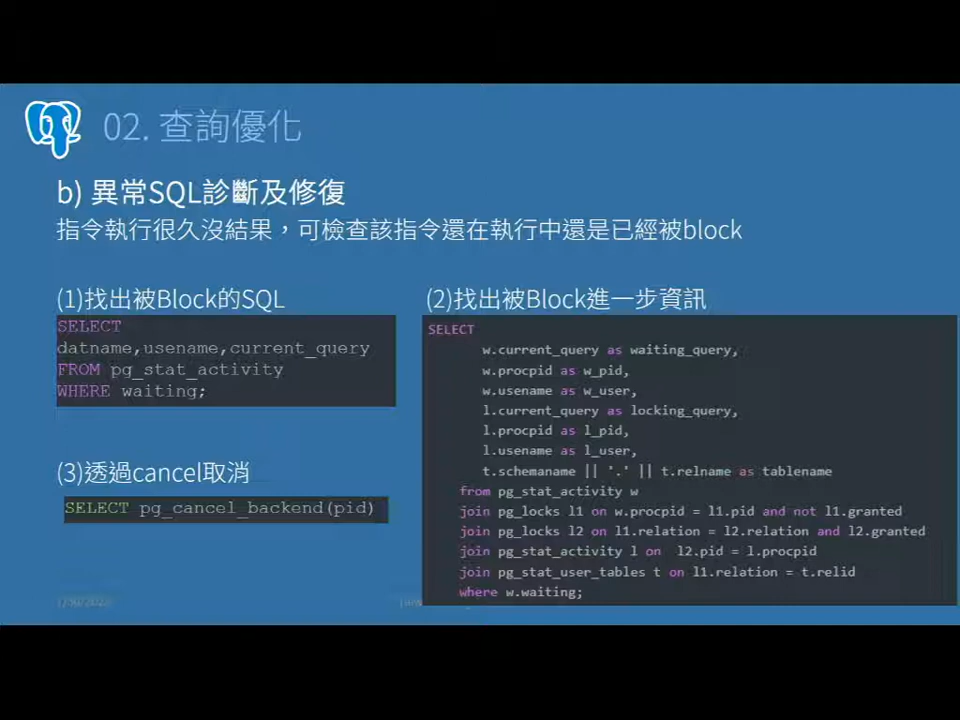 02. 查詢優化
b) 異常SQL診斷及修復
指令執行很久沒結果，可檢查該指令還在執行中還是已經被block
(1)找出被Block的SQL
SELECT
datname,usename,current_query
FROM pg_stat_activity
WHERE waiting;
(3)透過cancel取消
SELECT pg_cancel_backend(pid)
(2)找出被Block進一步資訊
SELECT
w.current_query as waiting_query,
w.procpid as w_pid,
w.usename as w_user,
l.current_query as locking_query,
l.procpid as l_pid,
l.usename as l_user,
t.schemaname || '.' || t.relname as tablename
from pg_stat_activity w
join pg_locks l1 on w.procpid = l1.pid and not l1.granted
join pg_locks l2 on l1.relation = l2.relation and l2.granted
join pg_stat_activity l on l2.pid = l.procpid
join pg_stat_user_tables t on l1.relation = t.relid
where w.waiting;